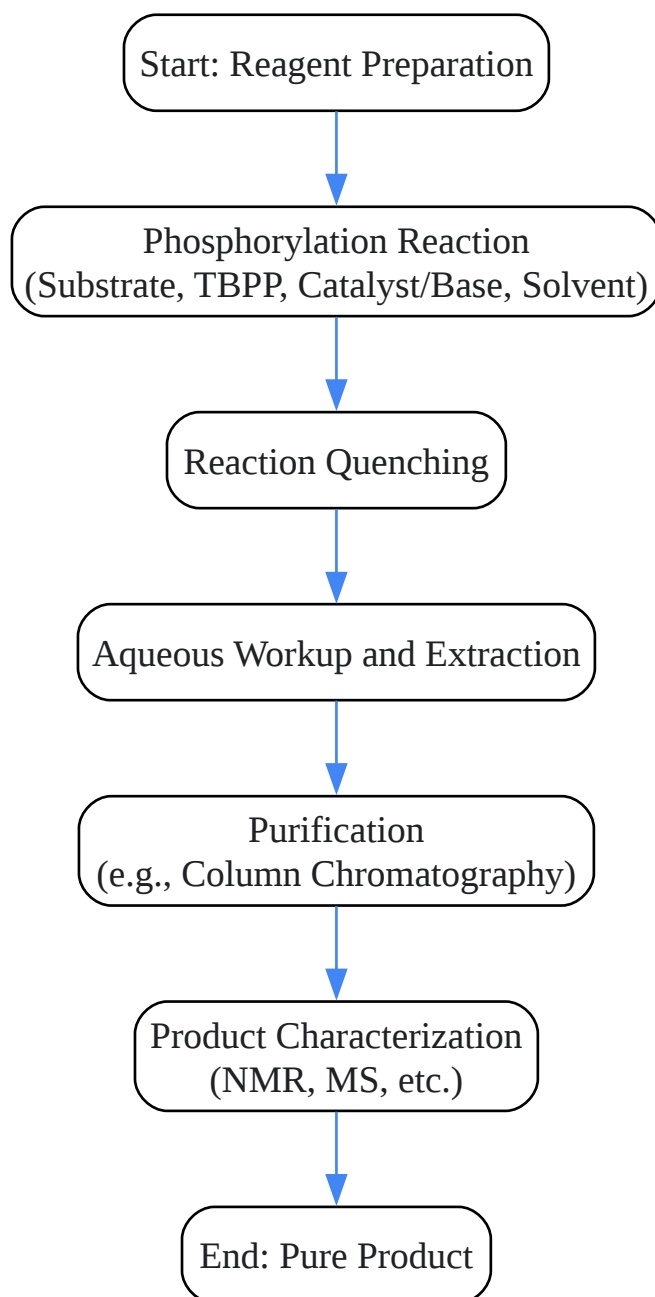 Start: Reagent Preparation
Phosphorylation Reaction
(Substrate, TBPP, Catalyst/Base, Solvent)
Reaction Quenching
Aqueous Workup and Extraction
Purification
(e.g., Column Chromatography)
Product Characterization
(NMR, MS, etc.)
End: Pure Product